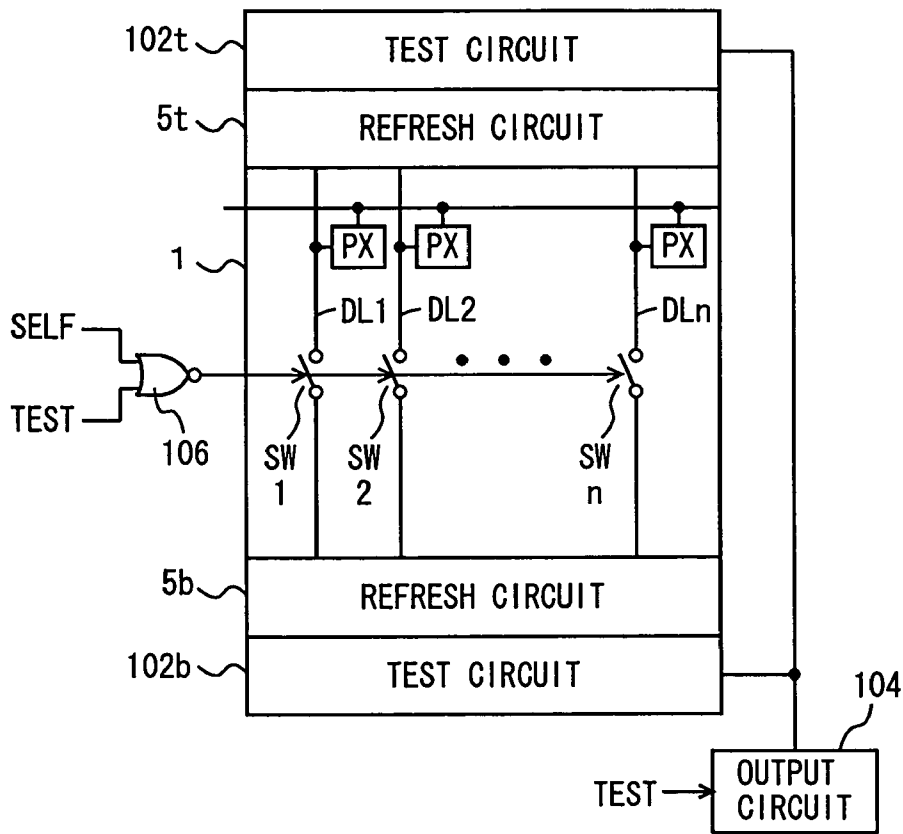 102t
TEST CIRCUIT
5t
REFRESH CIRCUIT
1
PX
PX
PX
DL1
DL2
DLn
SELF
TEST
106
SW
1
SW
2
SW
n
5b
REFRESH CIRCUIT
102b
TEST CIRCUIT
104
TEST
OUTPUT
CIRCUIT